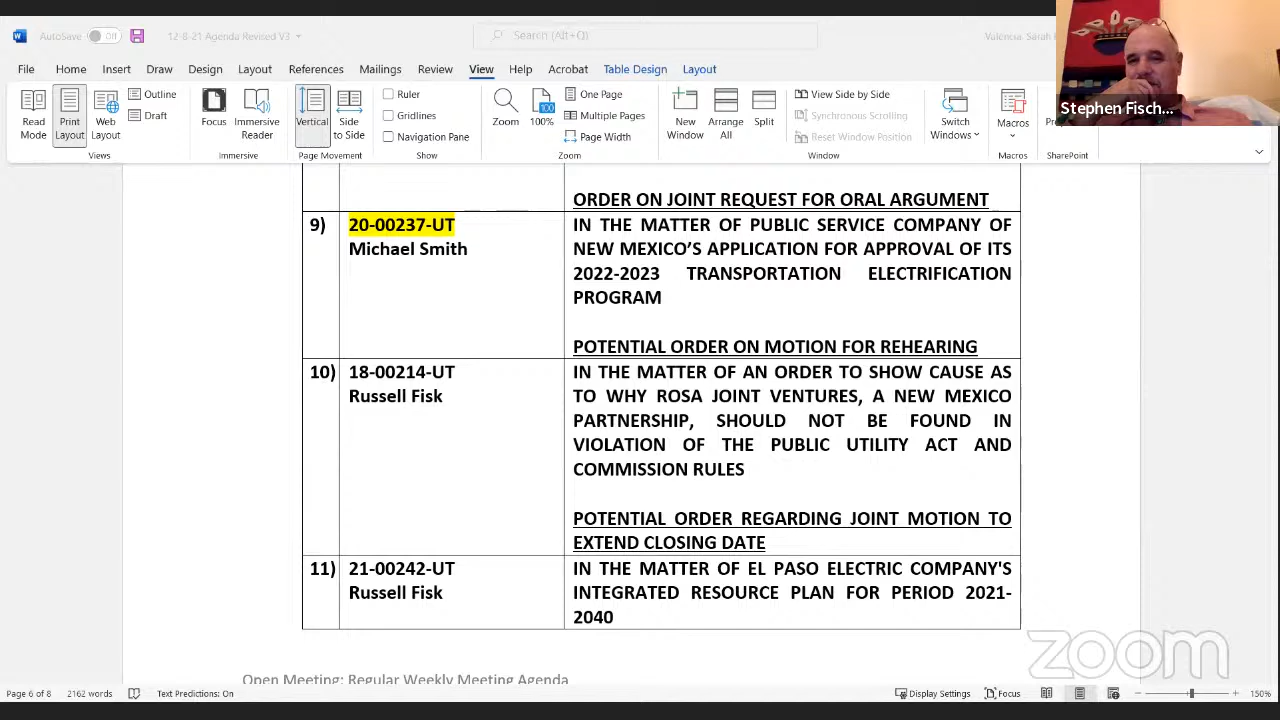 AutoSave Off 12-8-21 Agenda Revised V3 Search (Alt+Q) Valencia, Sarah
File Home Insert Draw Design Layout References Mailings Review View Help Acrobat Table Design Layout
Stephen Fisch...
Read Mode Print Layout Web Layout Outline Draft Views
Focus Immersive Reader Immersive
Vertical Side to Side Page Movement
Ruler Gridlines Navigation Pane Show
Zoom 100% One Page Multiple Pages Page Width Zoom
New Window Arrange All Split View Side by Side Synchronous Scrolling Reset Window Position Switch Windows Window
Macros Macros
SharePoint
ORDER ON JOINT REQUEST FOR ORAL ARGUMENT
9) 20-00237-UT IN THE MATTER OF PUBLIC SERVICE COMPANY OF
Michael Smith NEW MEXICO’S APPLICATION FOR APPROVAL OF ITS
2022-2023 TRANSPORTATION ELECTRIFICATION
PROGRAM
POTENTIAL ORDER ON MOTION FOR REHEARING
10) 18-00214-UT IN THE MATTER OF AN ORDER TO SHOW CAUSE AS
Russell Fisk TO WHY ROSA JOINT VENTURES, A NEW MEXICO
PARTNERSHIP, SHOULD NOT BE FOUND IN
VIOLATION OF THE PUBLIC UTILITY ACT AND
COMMISSION RULES
POTENTIAL ORDER REGARDING JOINT MOTION TO
EXTEND CLOSING DATE
11) 21-00242-UT IN THE MATTER OF EL PASO ELECTRIC COMPANY'S
Russell Fisk INTEGRATED RESOURCE PLAN FOR PERIOD 2021-
2040
zoom
Open Meeting: Regular Weekly Meeting Agenda
Page 6 of 8 2162 words Text Predictions: On Display Settings Focus 150%